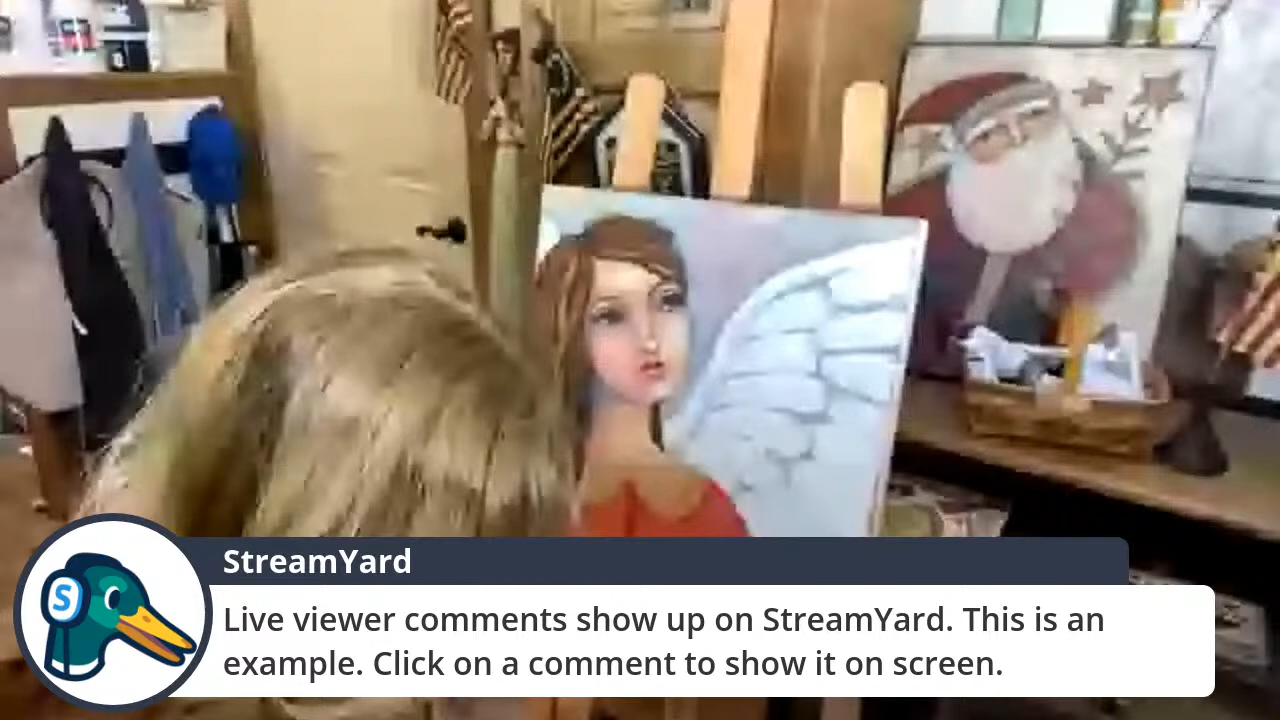 StreamYard
S
Live viewer comments show up on StreamYard. This is an
example. Click on a comment to show it on screen.